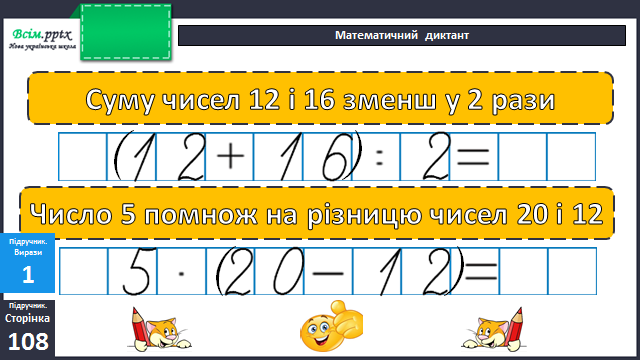 Всім.pptx
Нова українська школа
Математичний диктант
Суму чисел 12 і 16 зменш у 2 рази
(12+16):2=
Число 5 помнож на різницю чисел 20 і 12
5·(20-12)=
Підручник.
Вирази
1
Підручник.
Сторінка
108